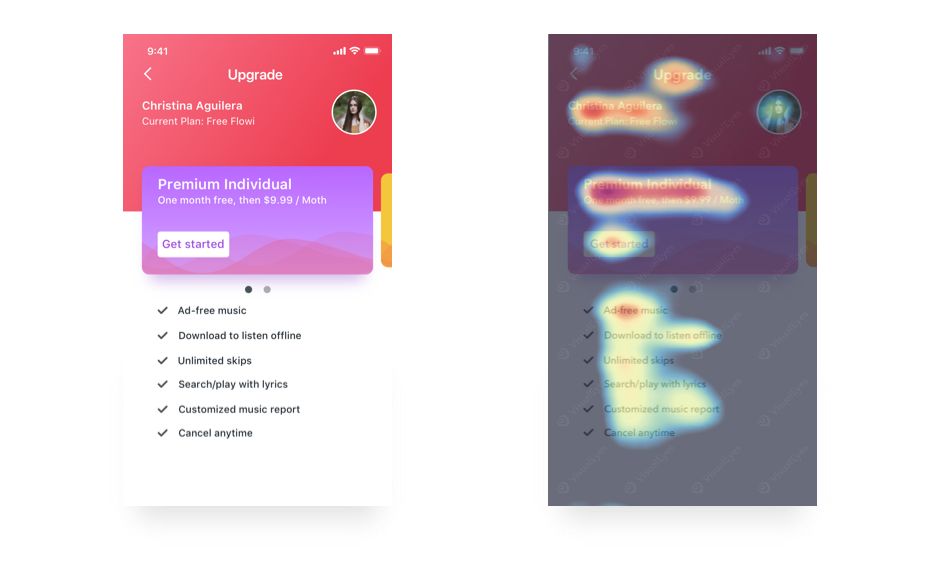 9:41
Upgrade
Christina Aguilera
Current Plan: Free Flowi
Premium Individual
One month free, then $9.99 / Moth
Get started
Ad-free music
Download to listen offline
Unlimited skips
Search/play with lyrics
Customized music report
Cancel anytime
9:41
Upgrade
Christina Aguilera
Current Plan: Free Flowi
Premium Individual
One month free, then $9.99 / Moth
Get started
Ad-free music
Download to listen offline
Unlimited skips
Search/play with lyrics
Customized music report
Cancel anytime